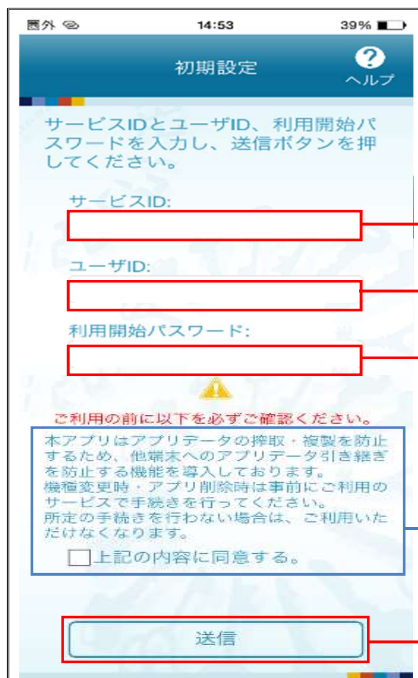 圏外 14:53 39%
初期設定
?
ヘルプ
サービスIDとユーザID、利用開始パ
スワードを入力し、送信ボタンを押
してください。
サービスID:
ユーザID:
利用開始パスワード:
ご利用の前に以下を必ずご確認ください。
本アプリはアプリデータの搾取・複製を防止
するため、他端末へのアプリデータ引き継ぎ
を防止する機能を導入しております。
機種変更時・アプリ削除時は事前にご利用の
サービスで手続きを行ってください。
所定の手続きを行わない場合は、ご利用いた
だけなくなります。
上記の内容に同意する。
送信